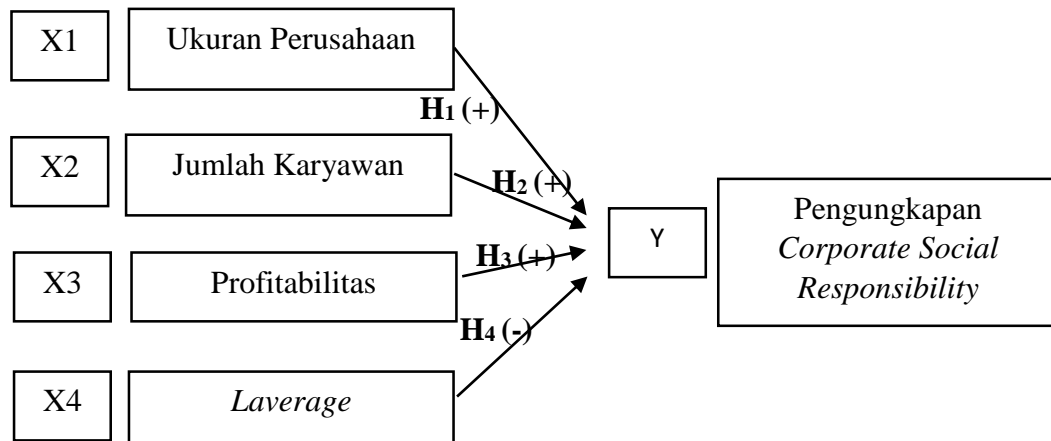 X1 Ukuran Perusahaan
H1 (+)
X2 Jumlah Karyawan
H2 (+)
Y
Pengungkapan
Corporate Social
Responsibility
H3 (+)
X3 Profitabilitas
H4 (-)
X4 Laverage